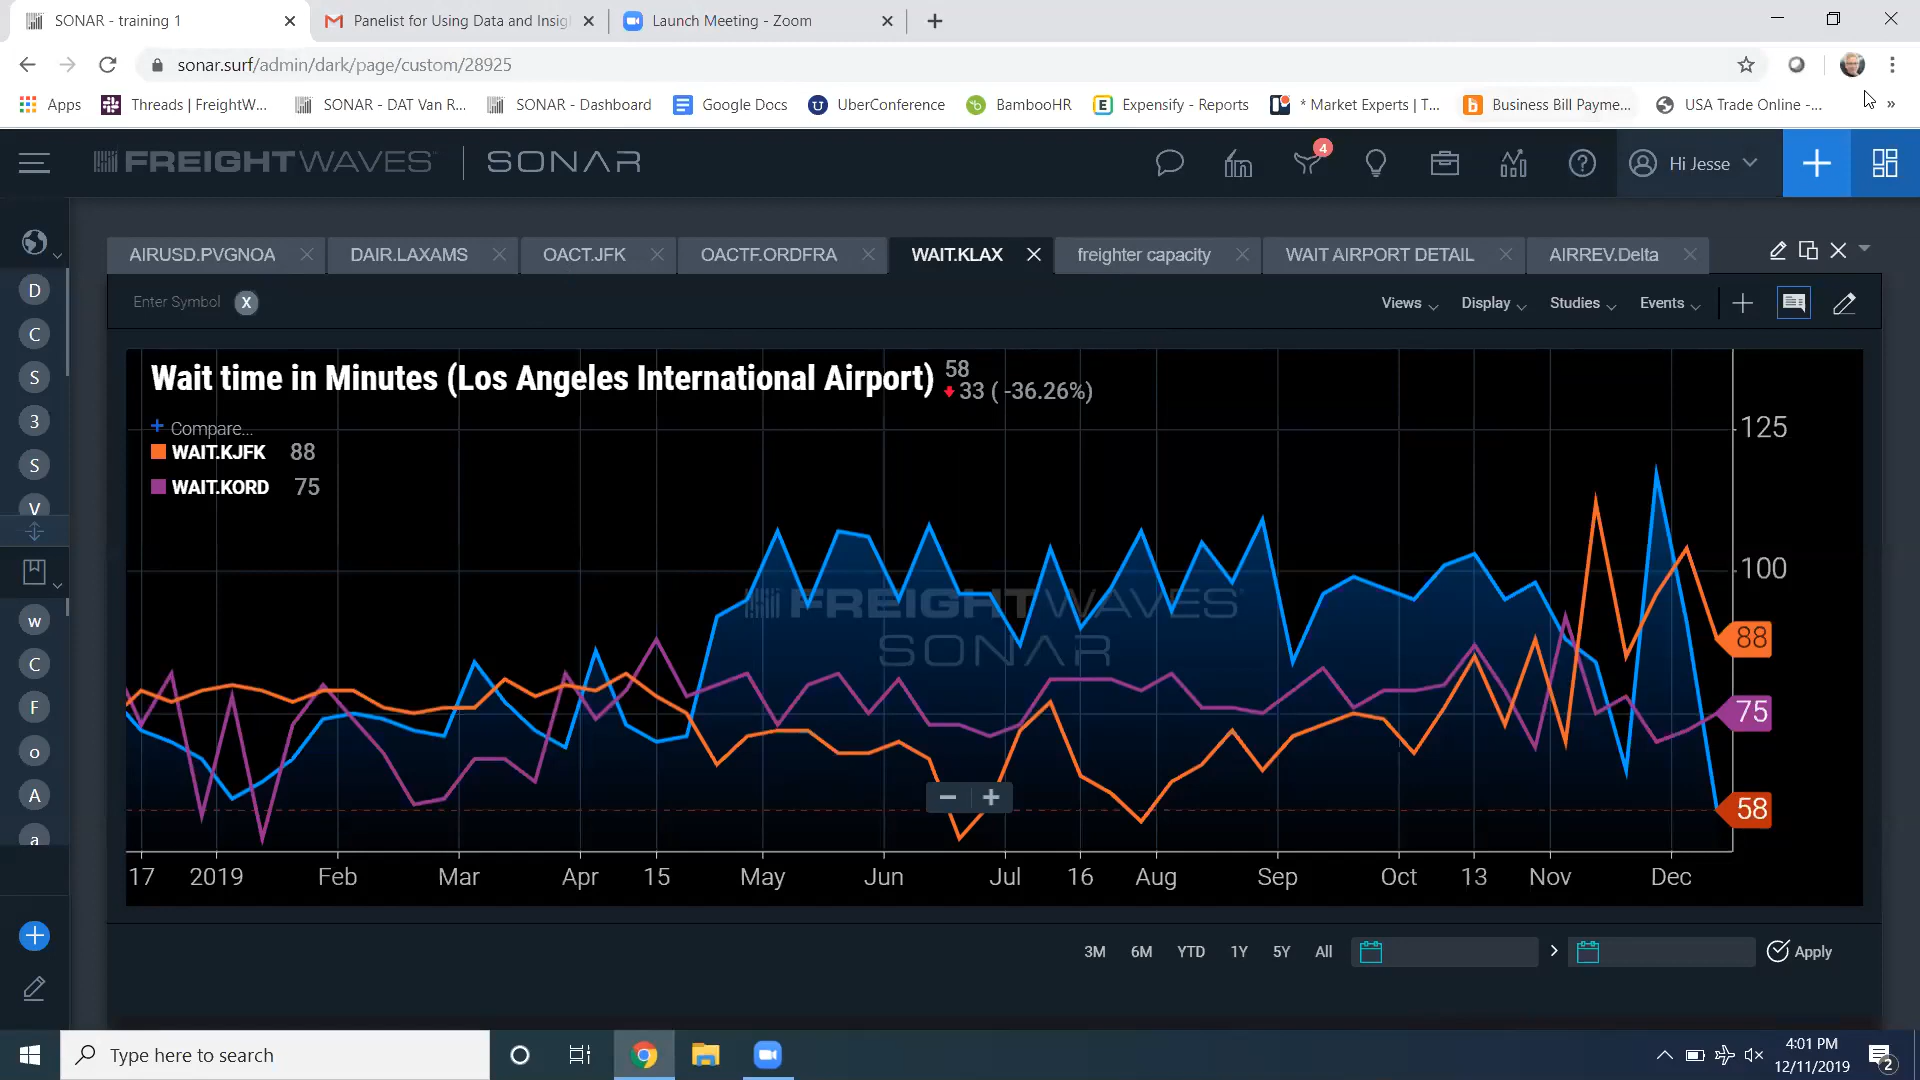 SONAR - training 1
Panelist for Using Data and Insig
Launch Meeting - Zoom
sonar.surf/admin/dark/page/custom/28925
Apps
Threads | FreightW...
SONAR - DAT Van R...
SONAR - Dashboard
Google Docs
UberConference
BambooHR
Expensify - Reports
* Market Experts | T...
Business Bill Payme...
USA Trade Online -...
»
FREIGHTWAVES | SONAR
4
Hi Jesse
AIRUSD.PVGNOA
DAIR.LAXAMS
OACT.JFK
OACTF.ORDFRA
WAIT.KLAX
freighter capacity
WAIT AIRPORT DETAIL
AIRREV.Delta
Enter Symbol
X
Views
Display
Studies
Events
D
C
S
3
S
V
w
C
F
o
A
a
Wait time in Minutes (Los Angeles International Airport)
58
33 ( -36.26%)
+ Compare...
WAIT.KJFK 88
WAIT.KORD 75
FREIGHTWAVES
SONAR
125
100
88
75
58
17
2019
Feb
Mar
Apr
15
May
Jun
Jul
16
Aug
Sep
Oct
13
Nov
Dec
3M
6M
YTD
1Y
5Y
All
Apply
Type here to search
4:01 PM
12/11/2019
2